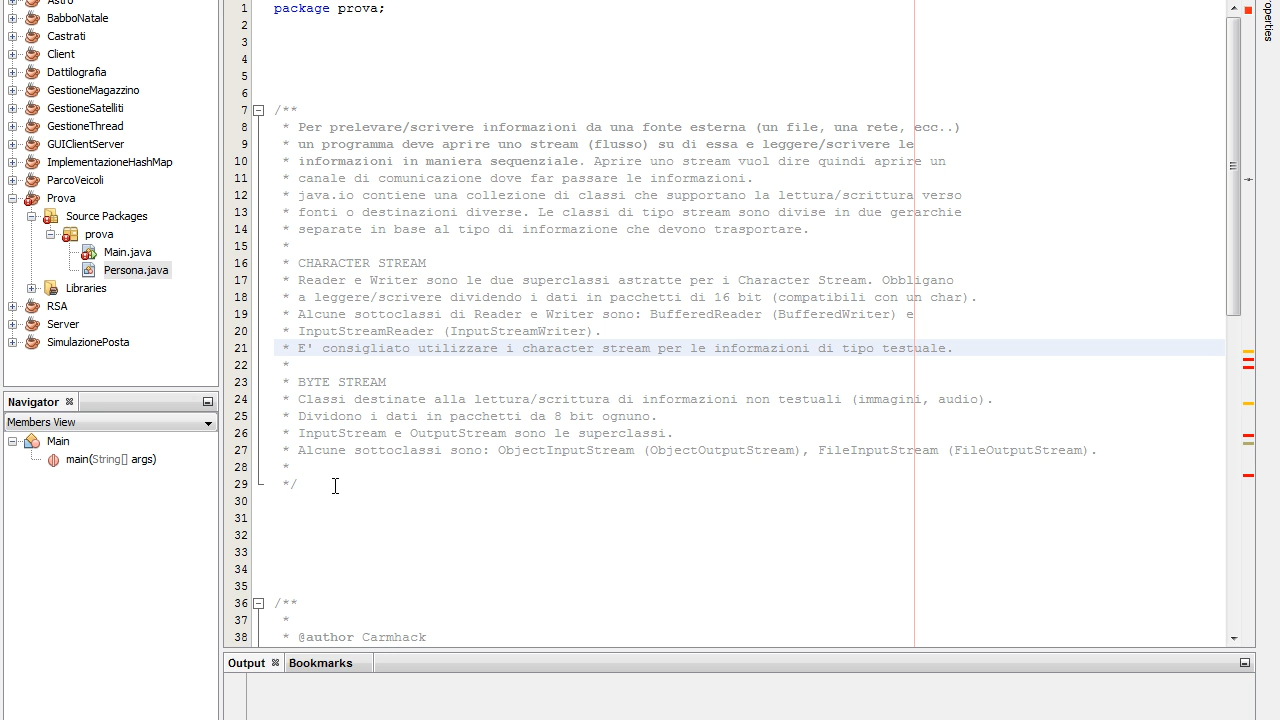 Astro
BabboNatale
Castrati
Client
Dattilografia
GestioneMagazzino
GestioneSatelliti
GestioneThread
GUIClientServer
ImplementazioneHashMap
ParcoVeicoli
Prova
Source Packages
prova
Main.java
Persona.java
Libraries
RSA
Server
SimulazionePosta
Navigator
Members View
Main
main(String[] args)
1 package prova;
2
3
4
5
6
7 /**
8 * Per prelevare/scrivere informazioni da una fonte esterna (un file, una rete, ecc..)
9 * un programma deve aprire uno stream (flusso) su di essa e leggere/scrivere le
10 * informazioni in maniera sequenziale. Aprire uno stream vuol dire quindi aprire un
11 * canale di comunicazione dove far passare le informazioni.
12 * java.io contiene una collezione di classi che supportano la lettura/scrittura verso
13 * fonti o destinazioni diverse. Le classi di tipo stream sono divise in due gerarchie
14 * separate in base al tipo di informazione che devono trasportare.
15 *
16 * CHARACTER STREAM
17 * Reader e Writer sono le due superclassi astratte per i Character Stream. Obbligano
18 * a leggere/scrivere dividendo i dati in pacchetti di 16 bit (compatibili con un char).
19 * Alcune sottoclassi di Reader e Writer sono: BufferedReader (BufferedWriter) e
20 * InputStreamReader (InputStreamWriter).
21 * E' consigliato utilizzare i character stream per le informazioni di tipo testuale.
22 *
23 * BYTE STREAM
24 * Classi destinate alla lettura/scrittura di informazioni non testuali (immagini, audio).
25 * Dividono i dati in pacchetti da 8 bit ognuno.
26 * InputStream e OutputStream sono le superclassi.
27 * Alcune sottoclassi sono: ObjectInputStream (ObjectOutputStream), FileInputStream (FileOutputStream).
28 *
29 */
30
31
32
33
34
35
36 /**
37 *
38 * @author Carmhack
Output
Bookmarks
operties